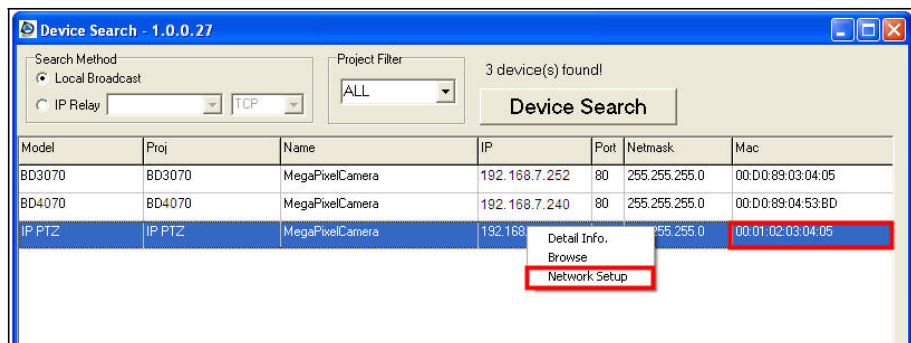 Device Search - 1.0.0.27
Search Method
Local Broadcast
IP Relay TCP
Project Filter
ALL
3 device(s) found!
Device Search
Model Proj Name IP Port Netmask Mac
BD3070 BD3070 MegaPixelCamera 192.168.7.252 80 255.255.255.0 00:D0:89:03:04:05
BD4070 BD4070 MegaPixelCamera 192.168.7.240 80 255.255.255.0 00:D0:89:04:53:BD
IP PTZ IP PTZ MegaPixelCamera 192.168. 55.255.0 00:01:02:03:04:05
Detail Info.
Browse
Network Setup